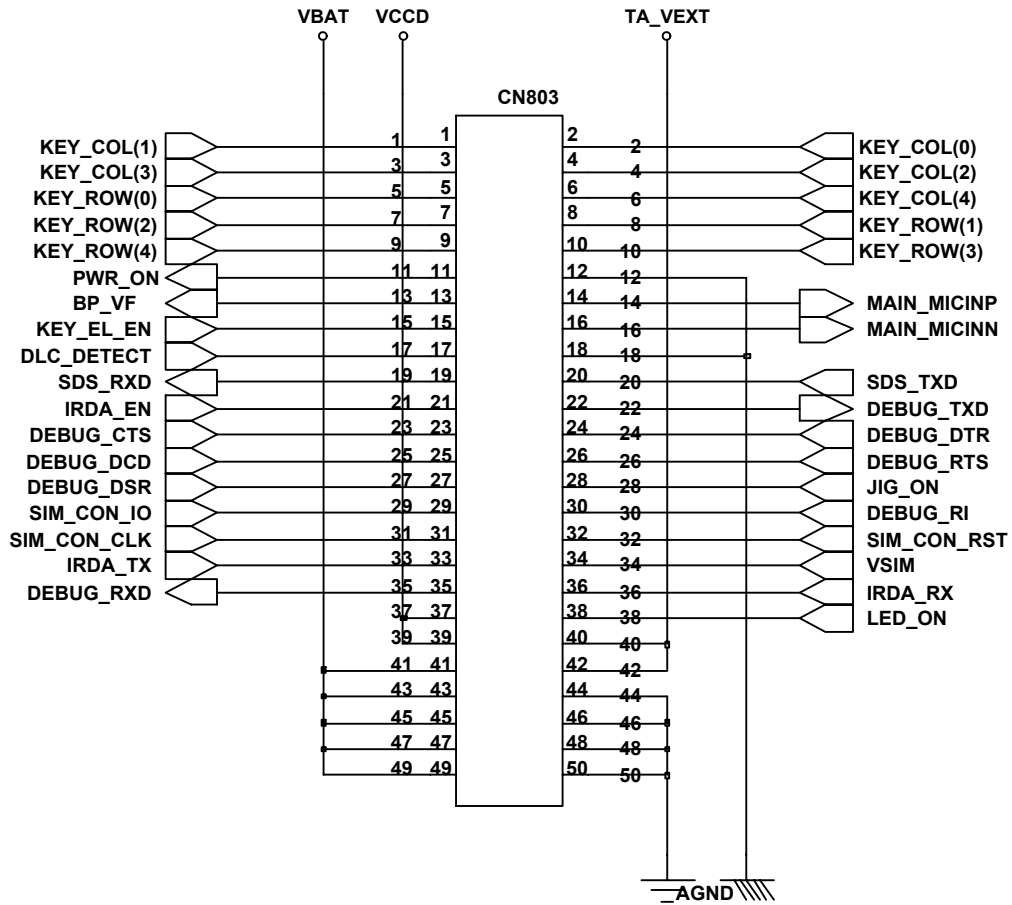 VBAT VCCD TA_VEXT
CN803
KEY_COL(1) 1 1 2 2 KEY_COL(0)
KEY_COL(3) 3 3 4 4 KEY_COL(2)
KEY_ROW(0) 5 5 6 6 KEY_COL(4)
KEY_ROW(2) 7 7 8 8 KEY_ROW(1)
KEY_ROW(4) 9 9 10 10 KEY_ROW(3)
PWR_ON 11 11 12 12
BP_VF 13 13 14 14 MAIN_MICINP
KEY_EL_EN 15 15 16 16 MAIN_MICINN
DLC_DETECT 17 17 18 18
SDS_RXD 19 19 20 20 SDS_TXD
IRDA_EN 21 21 22 22 DEBUG_TXD
DEBUG_CTS 23 23 24 24 DEBUG_DTR
DEBUG_DCD 25 25 26 26 DEBUG_RTS
DEBUG_DSR 27 27 28 28 JIG_ON
SIM_CON_IO 29 29 30 30 DEBUG_RI
SIM_CON_CLK 31 31 32 32 SIM_CON_RST
IRDA_TX 33 33 34 34 VSIM
DEBUG_RXD 35 35 36 36 IRDA_RX
37 37 38 38 LED_ON
39 39 40 40
41 41 42 42
43 43 44 44
45 45 46 46
47 47 48 48
49 49 50 50
AGND